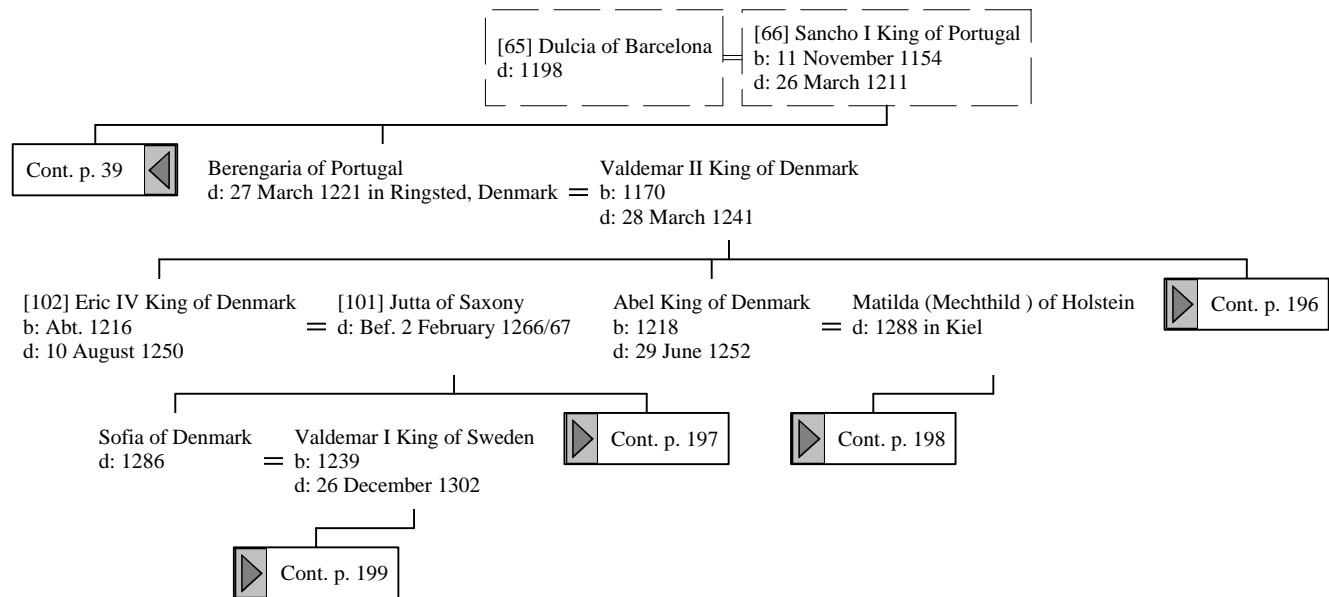 [65] Dulcia of Barcelona
d: 1198
[66] Sancho I King of Portugal
b: 11 November 1154
d: 26 March 1211
Cont. p. 39
Berengaria of Portugal
d: 27 March 1221 in Ringsted, Denmark
=
Valdemar II King of Denmark
b: 1170
d: 28 March 1241
[102] Eric IV King of Denmark
b: Abt. 1216
d: 10 August 1250
=
[101] Jutta of Saxony
d: Bef. 2 February 1266/67
Abel King of Denmark
b: 1218
d: 29 June 1252
=
Matilda (Mechthild ) of Holstein
d: 1288 in Kiel
Cont. p. 196
Sofia of Denmark
d: 1286
=
Valdemar I King of Sweden
b: 1239
d: 26 December 1302
Cont. p. 197
Cont. p. 198
Cont. p. 199